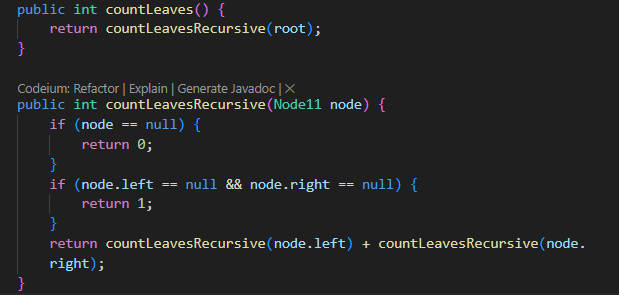 public int countLeaves() {
return countLeavesRecursive(root);
}
Codeium: Refactor | Explain | Generate Javadoc | ×
public int countLeavesRecursive(Node11 node) {
if (node == null) {
return 0;
}
if (node.left == null && node.right == null) {
return 1;
}
return countLeavesRecursive(node.left) + countLeavesRecursive(node.
right);
}